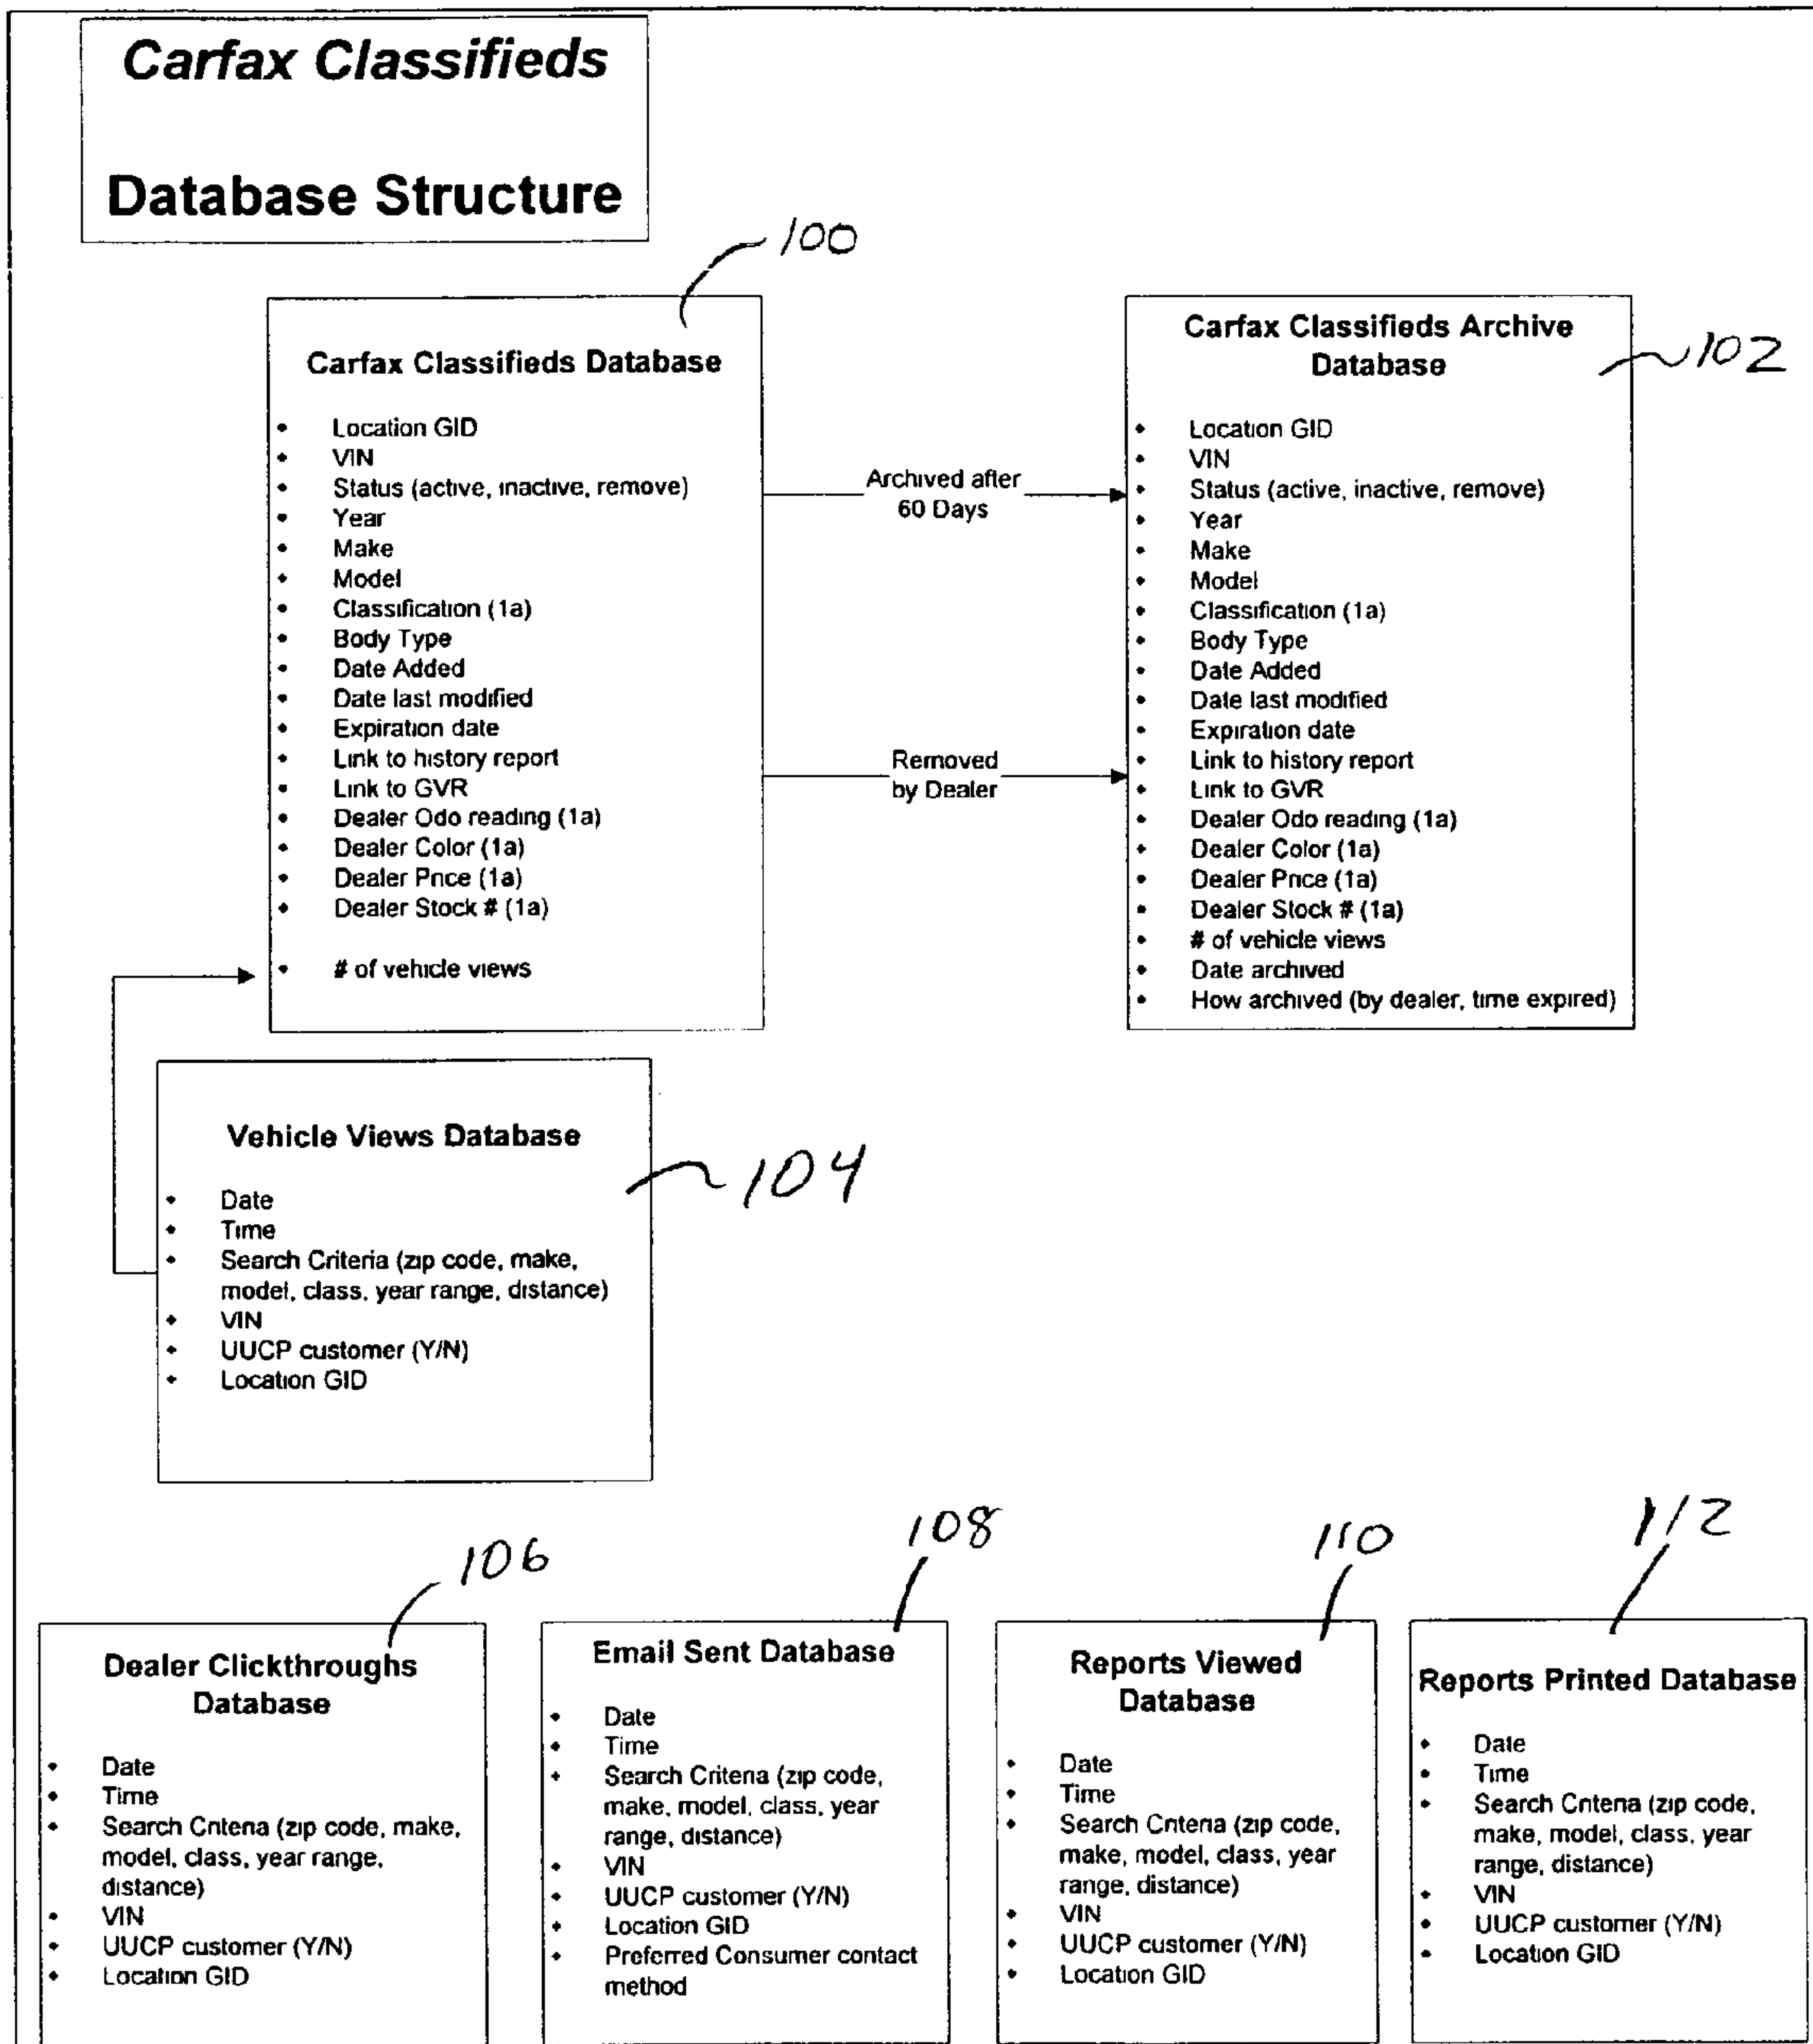 Carfax Classifieds
Database Structure
100
Carfax Classifieds Database
• Location GID
• VIN
• Status (active, inactive, remove)
• Year
• Make
• Model
• Classification (1a)
• Body Type
• Date Added
• Date last modified
• Expiration date
• Link to history report
• Link to GVR
• Dealer Odo reading (1a)
• Dealer Color (1a)
• Dealer Price (1a)
• Dealer Stock # (1a)
• # of vehicle views
Archived after
60 Days
Removed
by Dealer
102
Carfax Classifieds Archive
Database
• Location GID
• VIN
• Status (active, inactive, remove)
• Year
• Make
• Model
• Classification (1a)
• Body Type
• Date Added
• Date last modified
• Expiration date
• Link to history report
• Link to GVR
• Dealer Odo reading (1a)
• Dealer Color (1a)
• Dealer Price (1a)
• Dealer Stock # (1a)
• # of vehicle views
• Date archived
• How archived (by dealer, time expired)
104
Vehicle Views Database
• Date
• Time
• Search Criteria (zip code, make,
model, class, year range, distance)
• VIN
• UUCP customer (Y/N)
• Location GID
106
Dealer Clickthroughs
Database
• Date
• Time
• Search Criteria (zip code, make,
model, class, year range,
distance)
• VIN
• UUCP customer (Y/N)
• Location GID
108
Email Sent Database
• Date
• Time
• Search Criteria (zip code,
make, model, class, year
range, distance)
• VIN
• UUCP customer (Y/N)
• Location GID
• Preferred Consumer contact
method
110
Reports Viewed
Database
• Date
• Time
• Search Criteria (zip code,
make, model, class, year
range, distance)
• VIN
• UUCP customer (Y/N)
• Location GID
112
Reports Printed Database
• Date
• Time
• Search Criteria (zip code,
make, model, class, year
range, distance)
• VIN
• UUCP customer (Y/N)
• Location GID